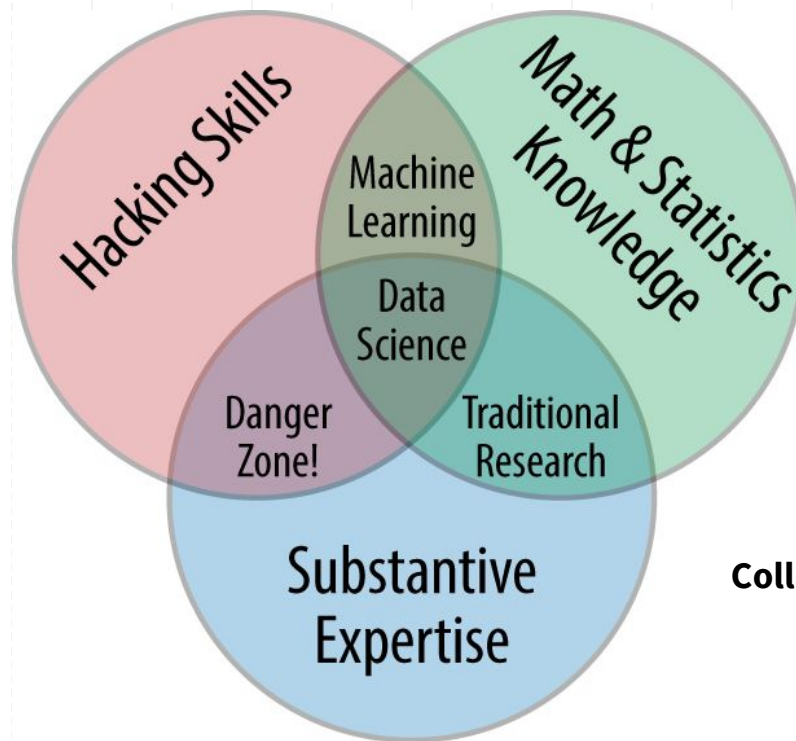 Hacking Skills
Math & Statistics
Knowledge
Machine
Learning
Data
Science
Danger
Zone!
Traditional
Research
Substantive
Expertise
Coll